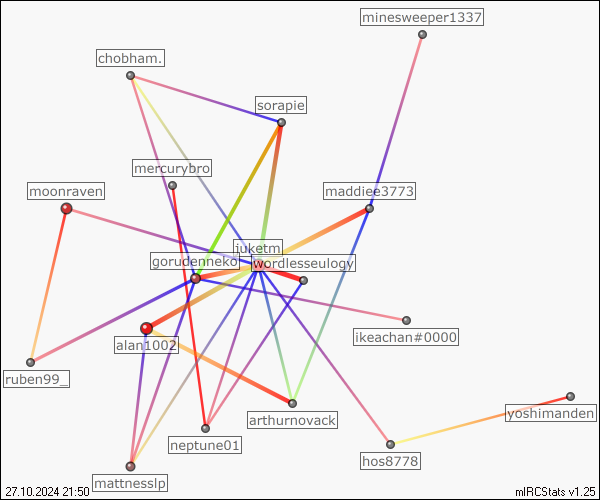 minesweeper1337
chobham.
sorapie
mercurybro
moonraven
maddiee3773
juketm
gorudenneko
wordlesseulogy
ikeachan#0000
alan1002
ruben99_
arthurnovack
yoshimanden
neptune01
hos8778
mattnesslp
27.10.2024 21:50
mIRCStats v1.25